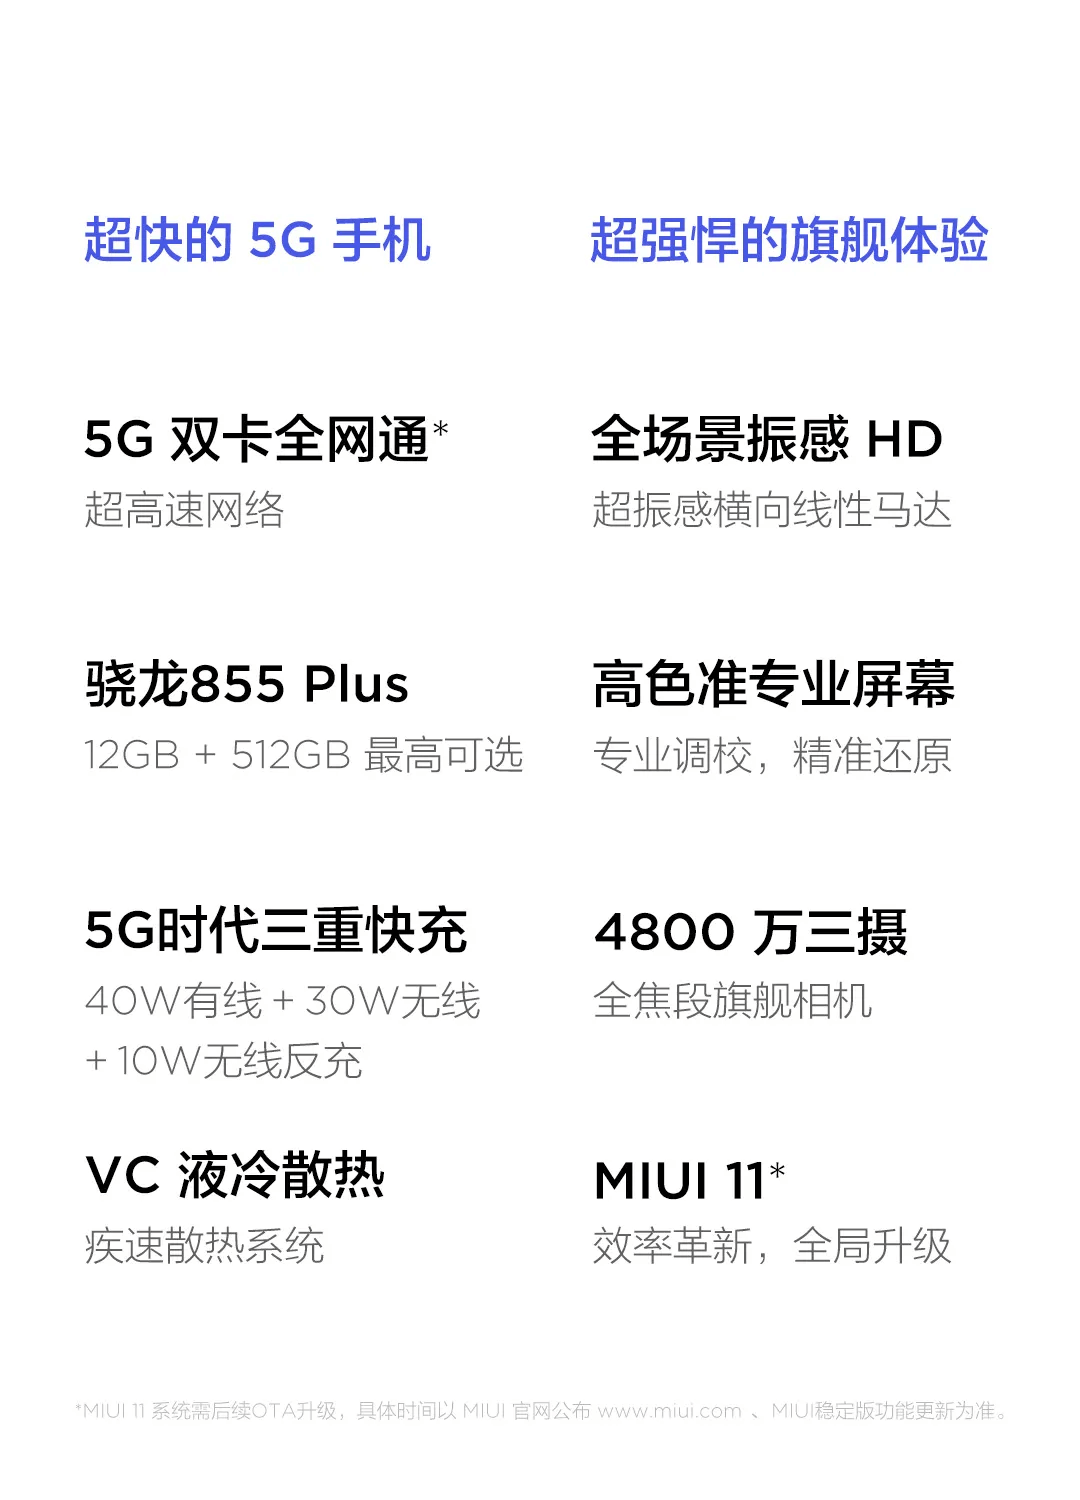 超快的 5G 手机
5G 双卡全网通*
超高速网络
骁龙855 Plus
12GB + 512GB 最高可选
5G时代三重快充
40W有线 + 30W无线
+ 10W无线反充
VC 液冷散热
疾速散热系统
超强悍的旗舰体验
全场景振感 HD
超振感横向线性马达
高色准专业屏幕
专业调校，精准还原
4800 万三摄
全焦段旗舰相机
MIUI 11*
效率革新，全局升级
*MIUI 11 系统需后续OTA升级，具体时间以 MIUI 官网公布 www.miui.com 、MIUI稳定版功能更新为准。